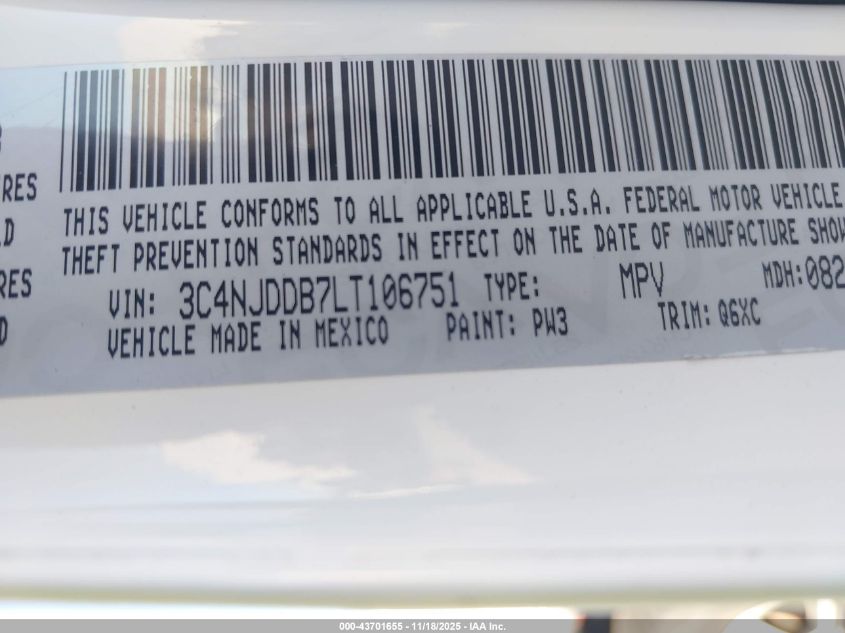 RES
LD
RES
D
THIS VEHICLE CONFORMS TO ALL APPLICABLE U.S.A. FEDERAL MOTOR VEHICLE
THEFT PREVENTION STANDARDS IN EFFECT ON THE DATE OF MANUFACTURE SHOW
VIN: 3C4NJDDB7LT106751 TYPE: MPV MDH:082
VEHICLE MADE IN MEXICO PAINT: PW3 TRIM: Q6XC
000-43701655 - 11/18/2025 - IAA Inc.